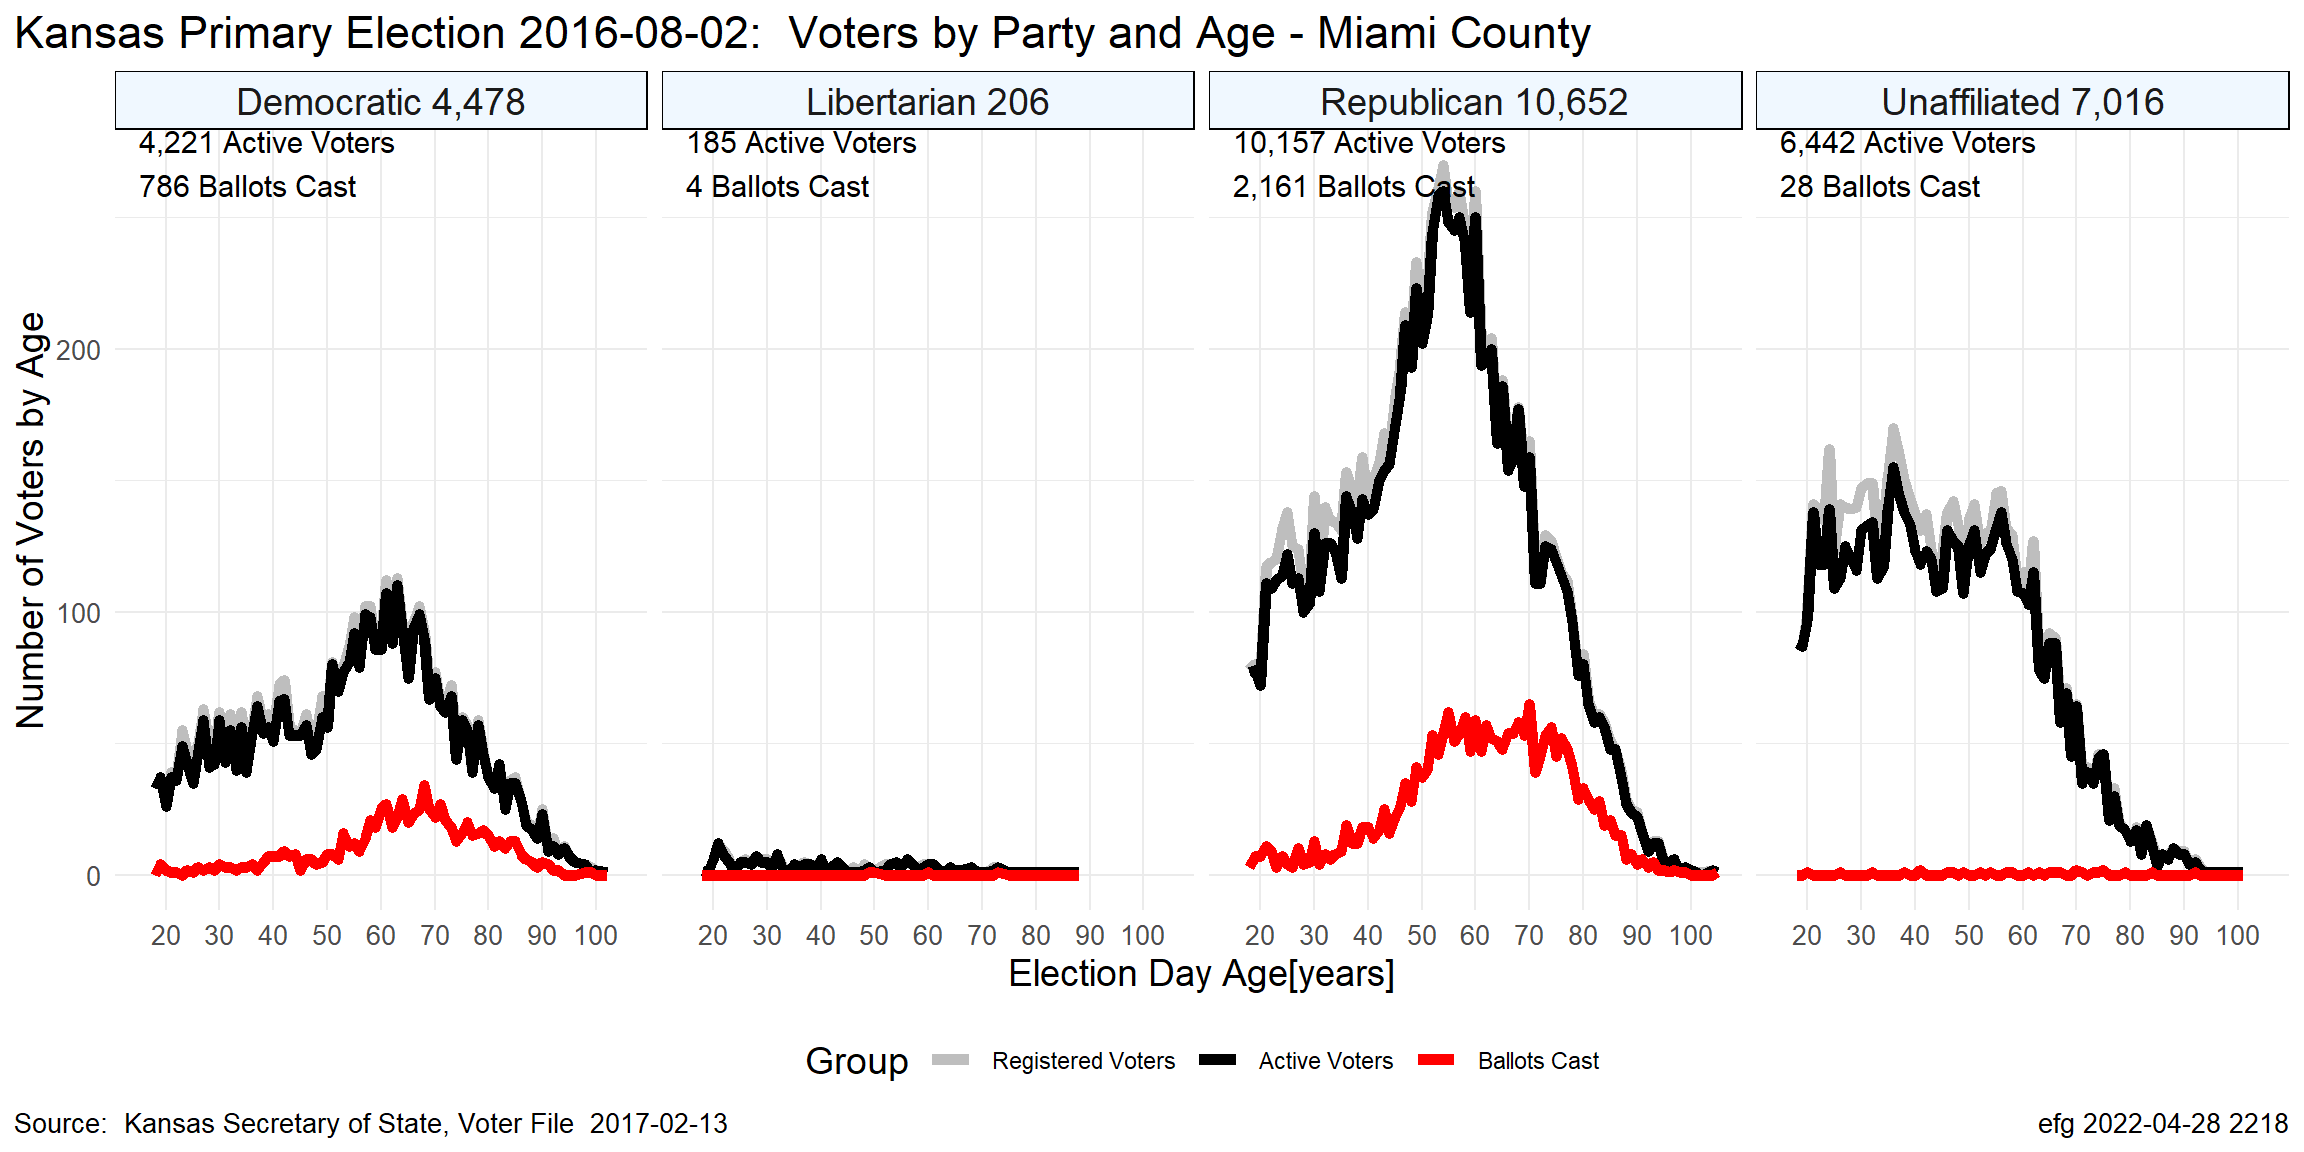 Kansas Primary Election 2016-08-02:  Voters by Party and Age - Miami County
Democratic 4,478
Libertarian 206
Republican 10,652
Unaffiliated 7,016
4,221 Active Voters
786 Ballots Cast
185 Active Voters
4 Ballots Cast
10,157 Active Voters
2,161 Ballots Cast
6,442 Active Voters
28 Ballots Cast
Number of Voters by Age
200
100
0
20 30 40 50 60 70 80 90 100
20 30 40 50 60 70 80 90 100
20 30 40 50 60 70 80 90 100
20 30 40 50 60 70 80 90 100
Election Day Age[years]
Group Registered Voters Active Voters Ballots Cast
Source:  Kansas Secretary of State, Voter File  2017-02-13
efg 2022-04-28 2218